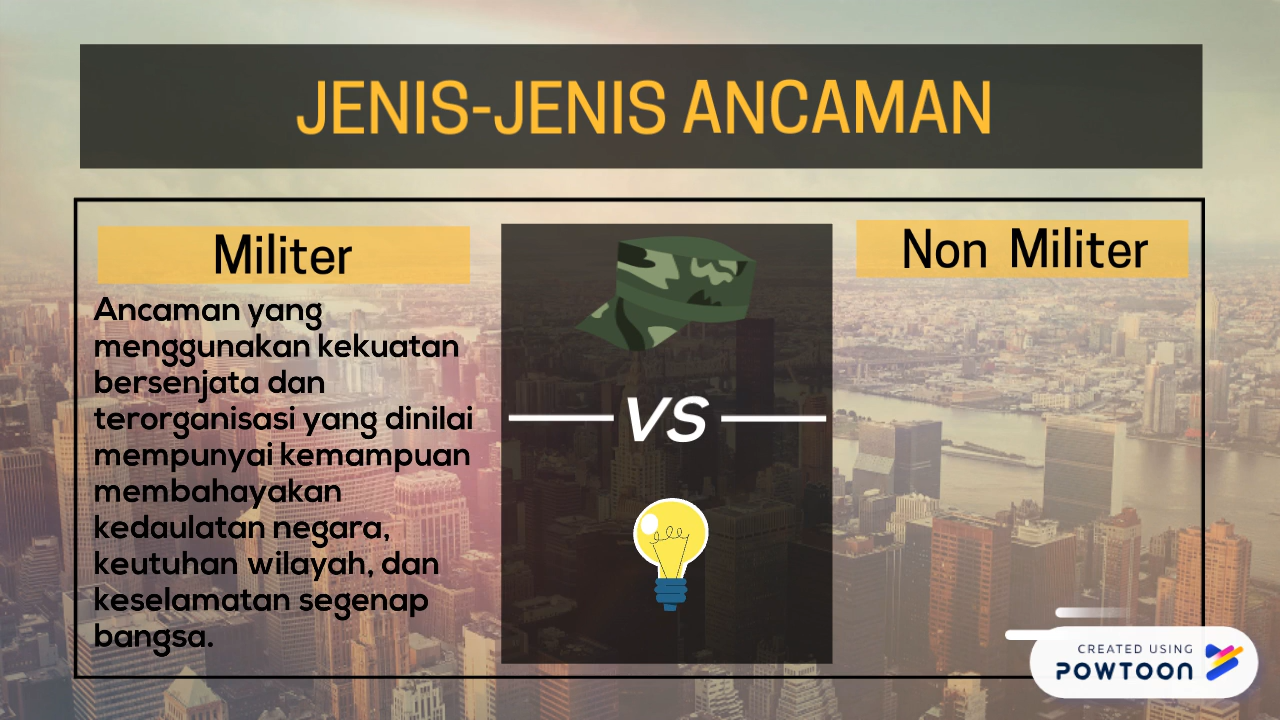 JENIS-JENIS ANCAMAN
Militer
Ancaman yang
menggunakan kekuatan
bersenjata dan
terorganisasi yang dinilai
mempunyai kemampuan
membahayakan
kedaulatan negara,
keutuhan wilayah, dan
keselamatan segenap
bangsa.
VS
Non Militer
CREATED USING
POWTOON